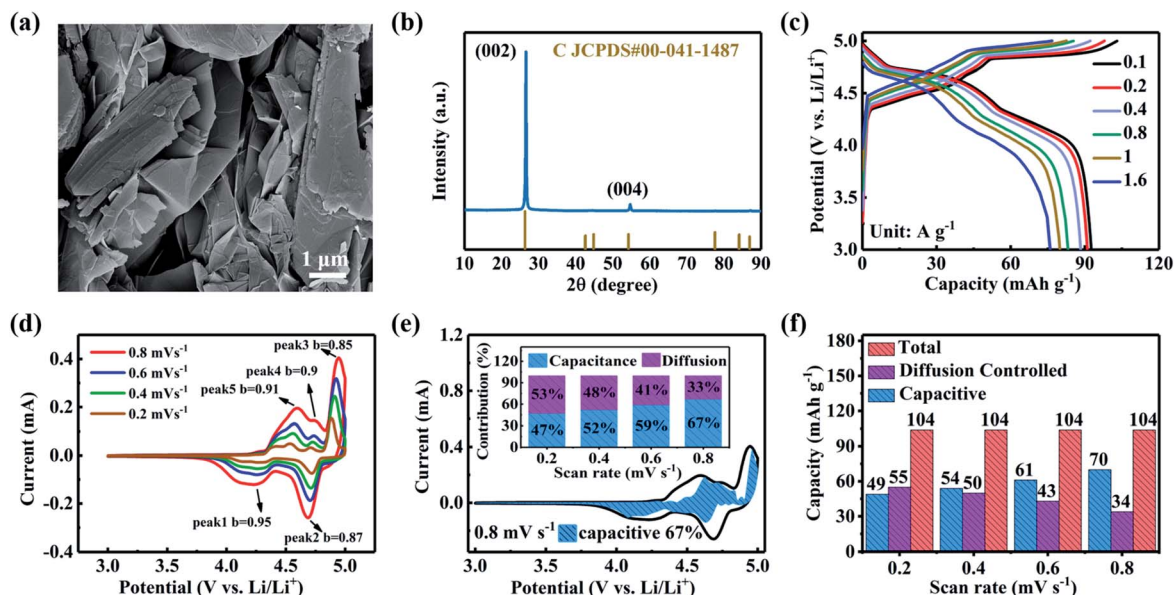 (a)
1 μm
(b)
(002)
C JCPDS#00-041-1487
(004)
Intensity (a.u.)
10 20 30 40 50 60 70 80 90
2θ (degree)
(c)
5.0
4.5
4.0
3.5
3.0
Potential (V vs. Li/Li⁺)
0.1
0.2
0.4
0.8
1
1.6
Unit: A g⁻¹
0 30 60 90 120
Capacity (mAh g⁻¹)
(d)
0.4
0.2
0.0
-0.2
-0.4
Current (mA)
0.8 mVs⁻¹
0.6 mVs⁻¹
0.4 mVs⁻¹
0.2 mVs⁻¹
peak3 b=0.85
peak4 b=0.9
peak5 b=0.91
peak1 b=0.95
peak2 b=0.87
3.0 3.5 4.0 4.5 5.0
Potential (V vs. Li/Li⁺)
(e)
1.2
0.8
0.4
0.0
-0.4
Current (mA)
Contribution (%)
120
90
60
30
0
Capacitance Diffusion
53% 48% 41% 33%
47% 52% 59% 67%
0.2 0.4 0.6 0.8
Scan rate (mV s⁻¹)
0.8 mV s⁻¹ capacitive 67%
3.0 3.5 4.0 4.5 5.0
Potential (V vs. Li/Li⁺)
(f)
180
150
120
90
60
30
0
Capacity (mAh g⁻¹)
Total
Diffusion Controlled
Capacitive
104 104 104 104
49 55 54 50 61 43 70 34
0.2 0.4 0.6 0.8
Scan rate (mV s⁻¹)